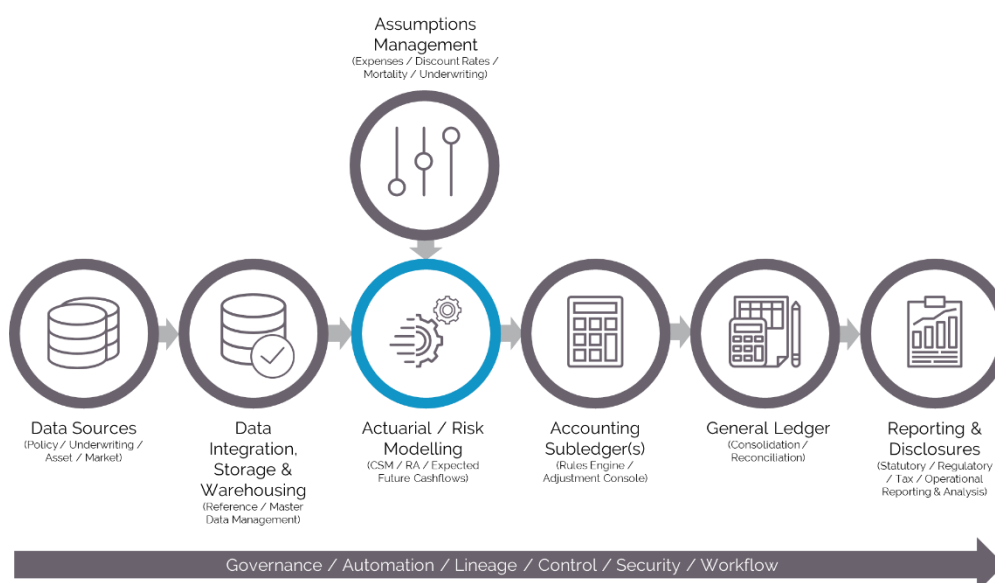 Assumptions
Management
(Expenses / Discount Rates /
Mortality / Underwriting)
Data Sources
(Policy / Underwriting /
Asset / Market)
Data
Integration,
Storage &
Warehousing
(Reference / Master
Data Management)
Actuarial / Risk
Modelling
(CSM / RA / Expected
Future Cashflows)
Accounting
Subledger(s)
(Rules Engine /
Adjustment Console)
General Ledger
(Consolidation /
Reconciliation)
Reporting &
Disclosures
(Statutory / Regulatory
/ Tax / Operational
Reporting & Analysis)
Governance / Automation / Lineage / Control / Security / Workflow